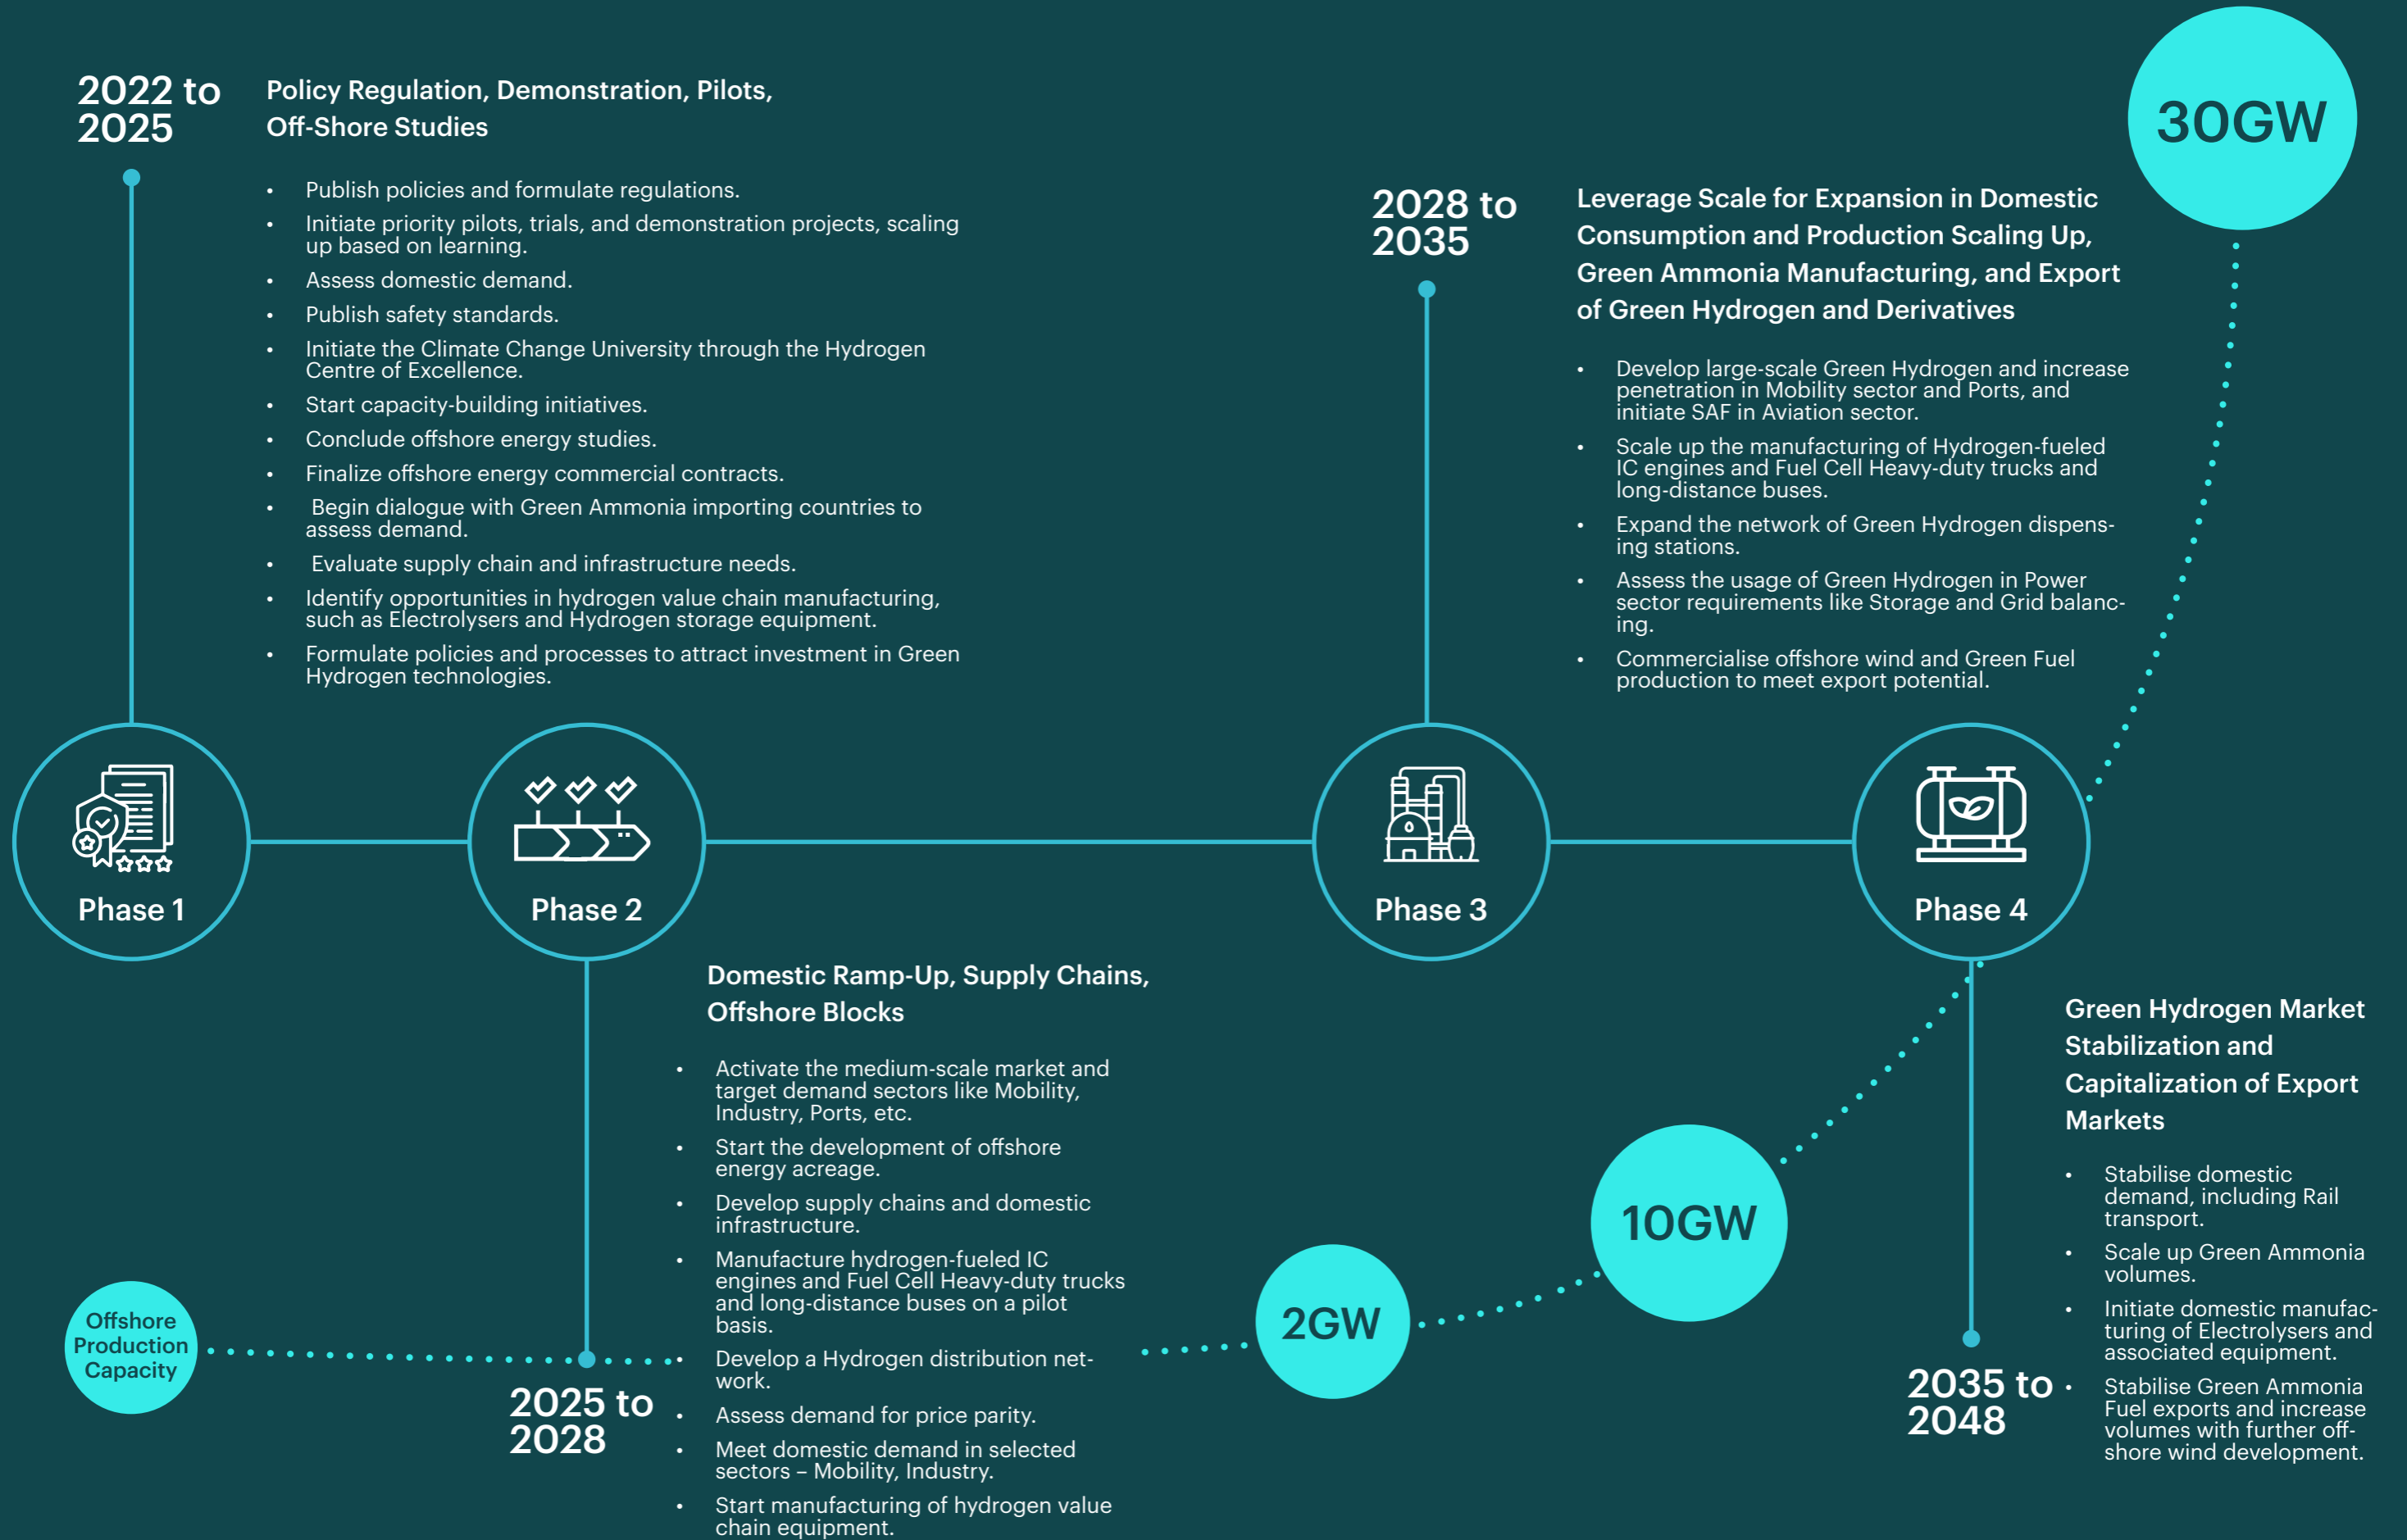 2022 to
2025
Policy Regulation, Demonstration, Pilots,
Off-Shore Studies
• Publish policies and formulate regulations.
• Initiate priority pilots, trials, and demonstration projects, scaling
up based on learning.
• Assess domestic demand.
• Publish safety standards.
• Initiate the Climate Change University through the Hydrogen
Centre of Excellence.
• Start capacity-building initiatives.
• Conclude offshore energy studies.
• Finalize offshore energy commercial contracts.
• Begin dialogue with Green Ammonia importing countries to
assess demand.
• Evaluate supply chain and infrastructure needs.
• Identify opportunities in hydrogen value chain manufacturing,
such as Electrolysers and Hydrogen storage equipment.
• Formulate policies and processes to attract investment in Green
Hydrogen technologies.
2028 to
2035
Leverage Scale for Expansion in Domestic
Consumption and Production Scaling Up,
Green Ammonia Manufacturing, and Export
of Green Hydrogen and Derivatives
• Develop large-scale Green Hydrogen and increase
penetration in Mobility sector and Ports, and
initiate SAF in Aviation sector.
• Scale up the manufacturing of Hydrogen-fueled
IC engines and Fuel Cell Heavy-duty trucks and
long-distance buses.
• Expand the network of Green Hydrogen dispens-
ing stations.
• Assess the usage of Green Hydrogen in Power
sector requirements like Storage and Grid balanc-
ing.
• Commercialise offshore wind and Green Fuel
production to meet export potential.
30GW
Phase 1
Phase 2
Phase 3
Phase 4
Domestic Ramp-Up, Supply Chains,
Offshore Blocks
• Activate the medium-scale market and
target demand sectors like Mobility,
Industry, Ports, etc.
• Start the development of offshore
energy acreage.
• Develop supply chains and domestic
infrastructure.
• Manufacture hydrogen-fueled IC
engines and Fuel Cell Heavy-duty trucks
and long-distance buses on a pilot
basis.
• Develop a Hydrogen distribution net-
work.
• Assess demand for price parity.
• Meet domestic demand in selected
sectors – Mobility, Industry.
• Start manufacturing of hydrogen value
chain equipment.
2025 to
2028
Offshore
Production
Capacity
2GW
10GW
Green Hydrogen Market
Stabilization and
Capitalization of Export
Markets
• Stabilise domestic
demand, including Rail
transport.
• Scale up Green Ammonia
volumes.
• Initiate domestic manufac-
turing of Electrolysers and
associated equipment.
• Stabilise Green Ammonia
Fuel exports and increase
volumes with further off-
shore wind development.
2035 to
2048